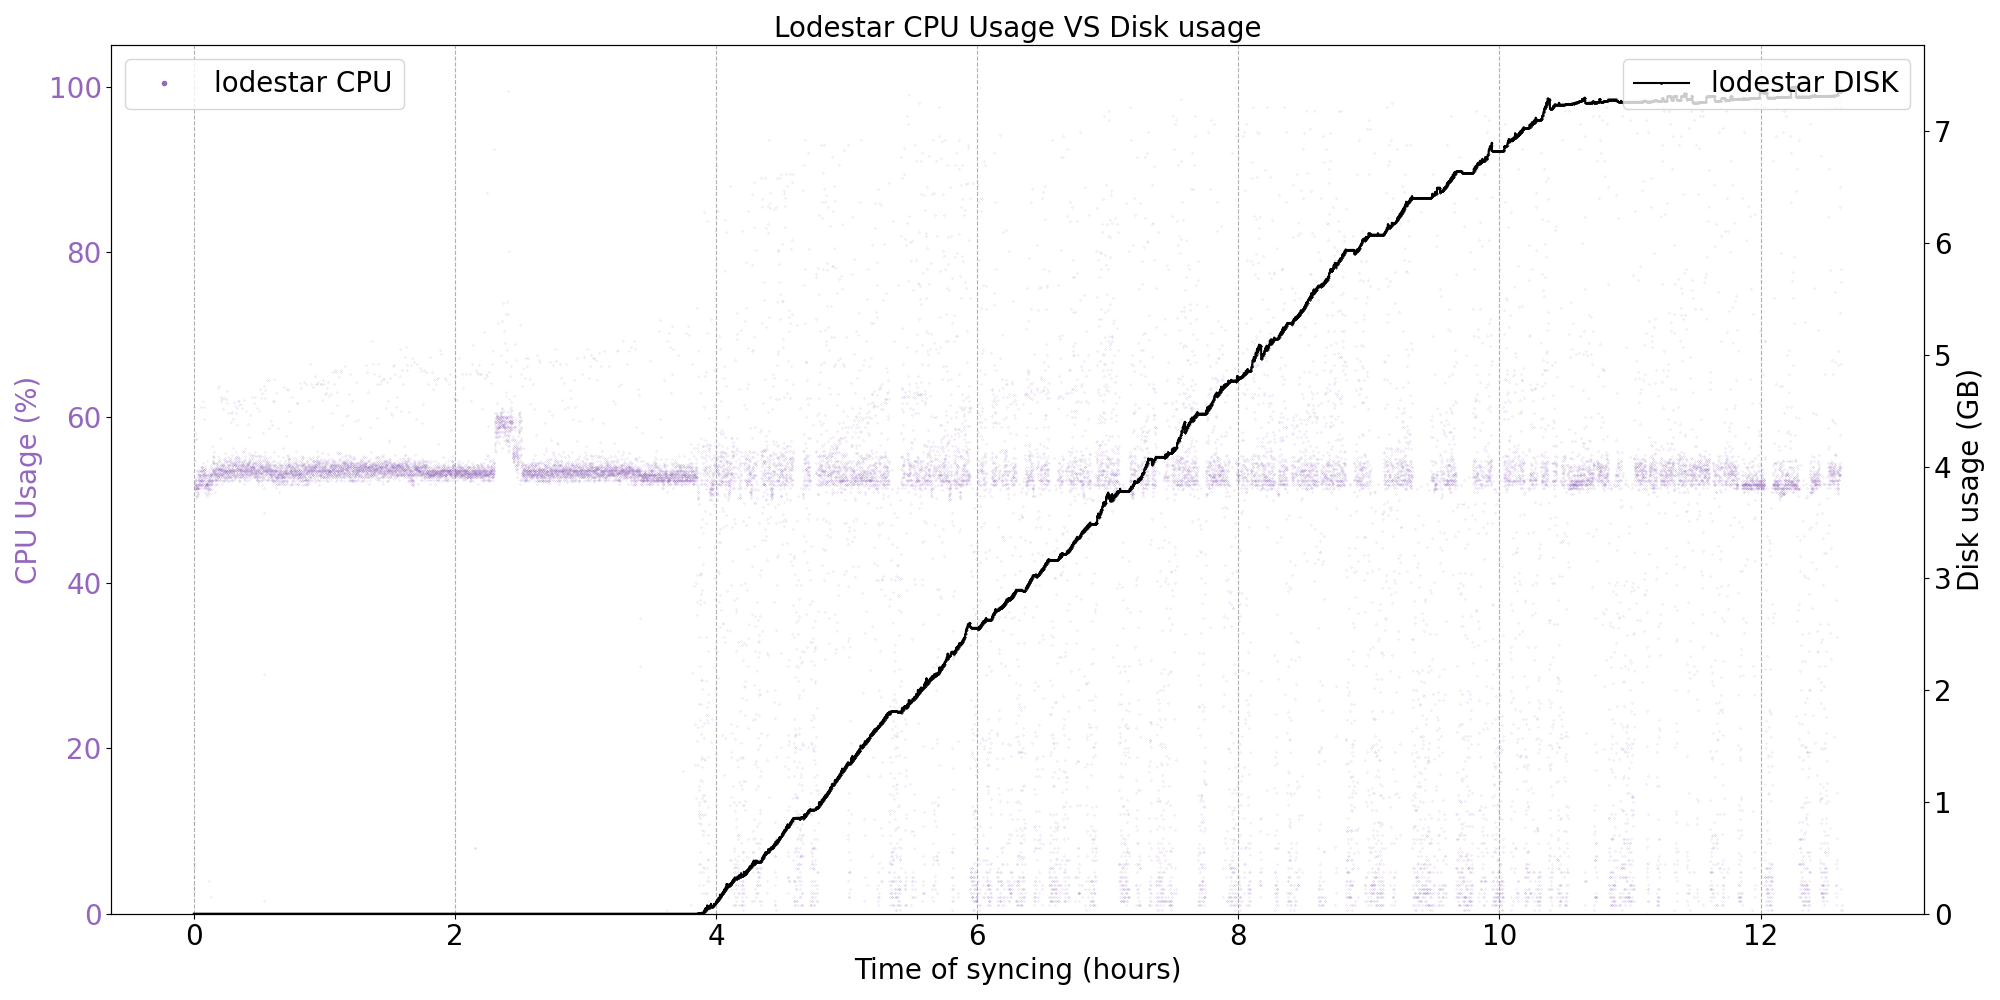 Lodestar CPU Usage VS Disk usage
lodestar CPU
lodestar DISK
CPU Usage (%)
100
80
60
40
20
0
Disk usage (GB)
7
6
5
4
3
2
1
0
0 2 4 6 8 10 12
Time of syncing (hours)